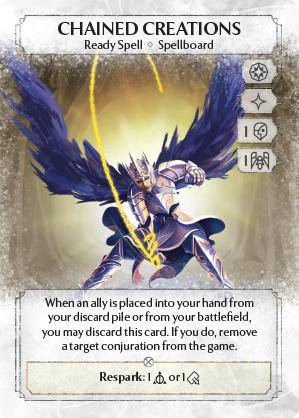 CHAINED CREATIONS
Ready Spell ⬦ Spellboard
1
1
When an ally is placed into your hand from
your discard pile or from your battlefield,
you may discard this card. If you do, remove
a target conjuration from the game.
Respark: 1 or 1